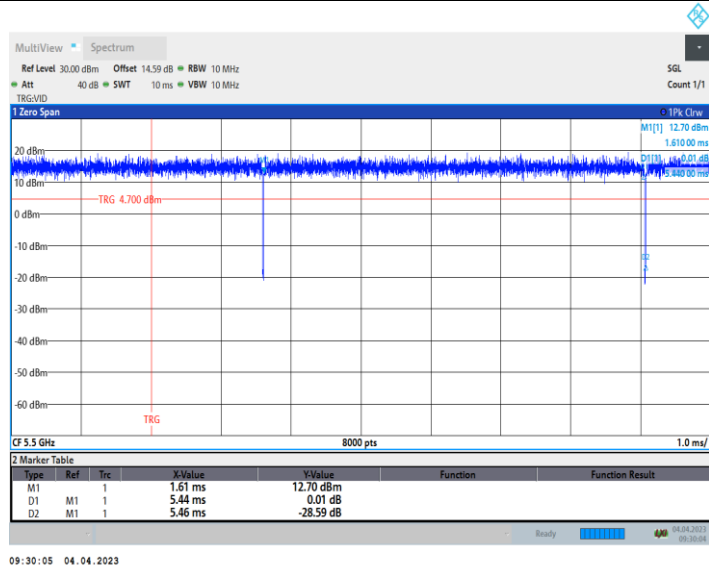 MultiView Spectrum
Ref Level 30.00 dBm Offset 14.59 dB RBW 10 MHz SGL
Att 40 dB SWT 10 ms VBW 10 MHz Count 1/1
TRG:VID
1 Zero Span 1Pk Clrw
M1[1] 12.70 dBm
1.610 00 ms
20 dBm
D1[1] 0.01 dB
5.440 00 ms
10 dBm
TRG 4.700 dBm
0 dBm
-10 dBm
D2
-20 dBm
-30 dBm
-40 dBm
-50 dBm
-60 dBm
TRG
CF 5.5 GHz 8000 pts 1.0 ms/
2 Marker Table
Type Ref Trc X-Value Y-Value Function Function Result
M1 1 1.61 ms 12.70 dBm
D1 M1 1 5.44 ms 0.01 dB
D2 M1 1 5.46 ms -28.59 dB
Ready 04.04.2023
09:30:04
09:30:05 04.04.2023